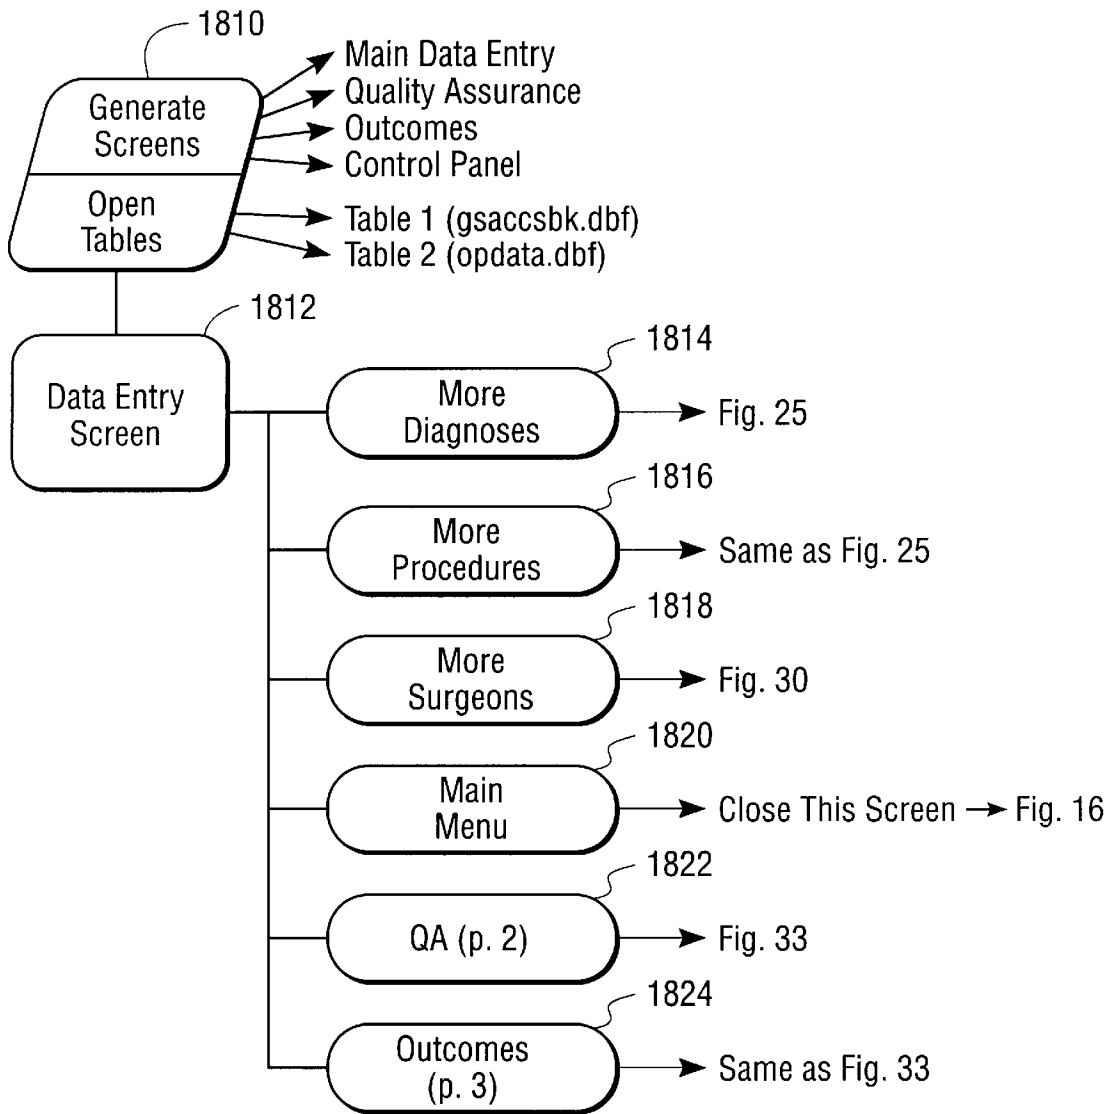 1810
Main Data Entry
Quality Assurance
Outcomes
Control Panel
Generate
Screens
Open
Tables
Table 1 (gsaccsbk.dbf)
Table 2 (opdata.dbf)
1812
Data Entry
Screen
1814
More
Diagnoses
Fig. 25
1816
More
Procedures
Same as Fig. 25
1818
More
Surgeons
Fig. 30
1820
Main
Menu
Close This Screen
Fig. 16
1822
QA (p. 2)
Fig. 33
1824
Outcomes
(p. 3)
Same as Fig. 33